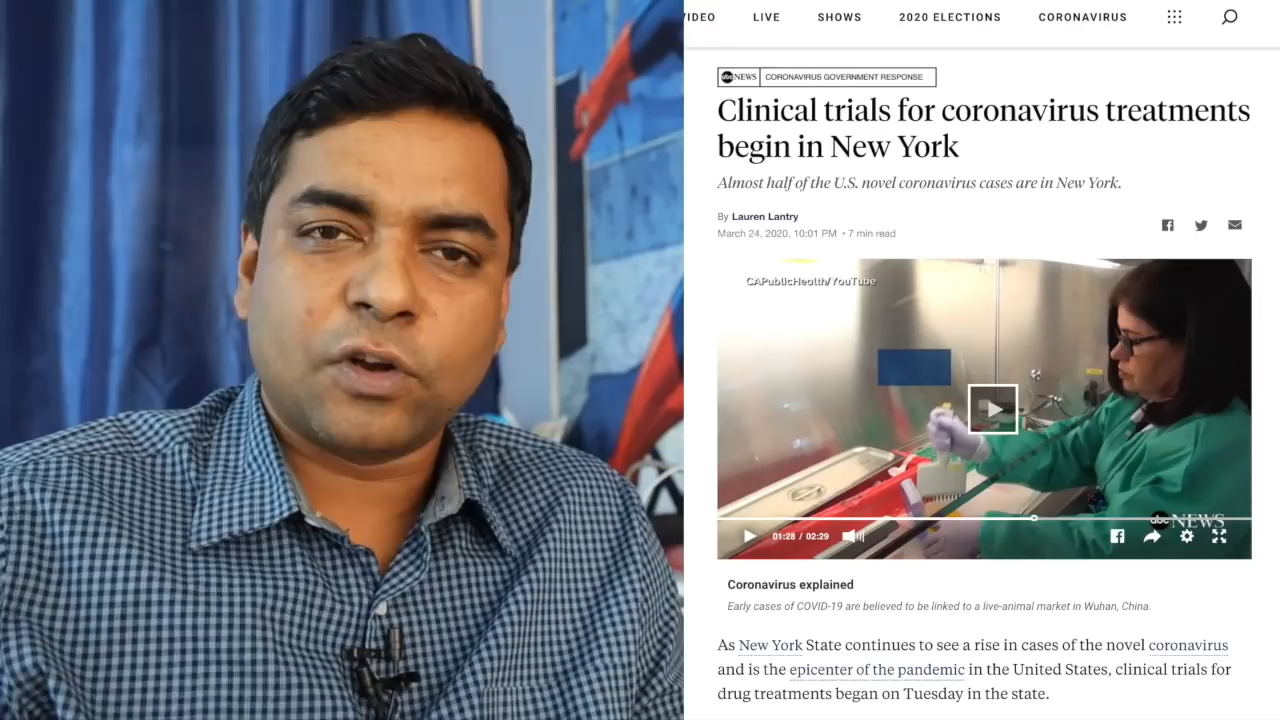 VIDEO LIVE SHOWS 2020 ELECTIONS CORONAVIRUS
abc NEWS CORONAVIRUS GOVERNMENT RESPONSE
Clinical trials for coronavirus treatments
begin in New York
Almost half of the U.S. novel coronavirus cases are in New York.
By Lauren Lantry
March 24, 2020, 10:01 PM • 7 min read
CAPublicHealth/YouTube
abc NEWS
01:28 / 02:29
Coronavirus explained
Early cases of COVID-19 are believed to be linked to a live-animal market in Wuhan, China.
As New York State continues to see a rise in cases of the novel coronavirus
and is the epicenter of the pandemic in the United States, clinical trials for
drug treatments began on Tuesday in the state.